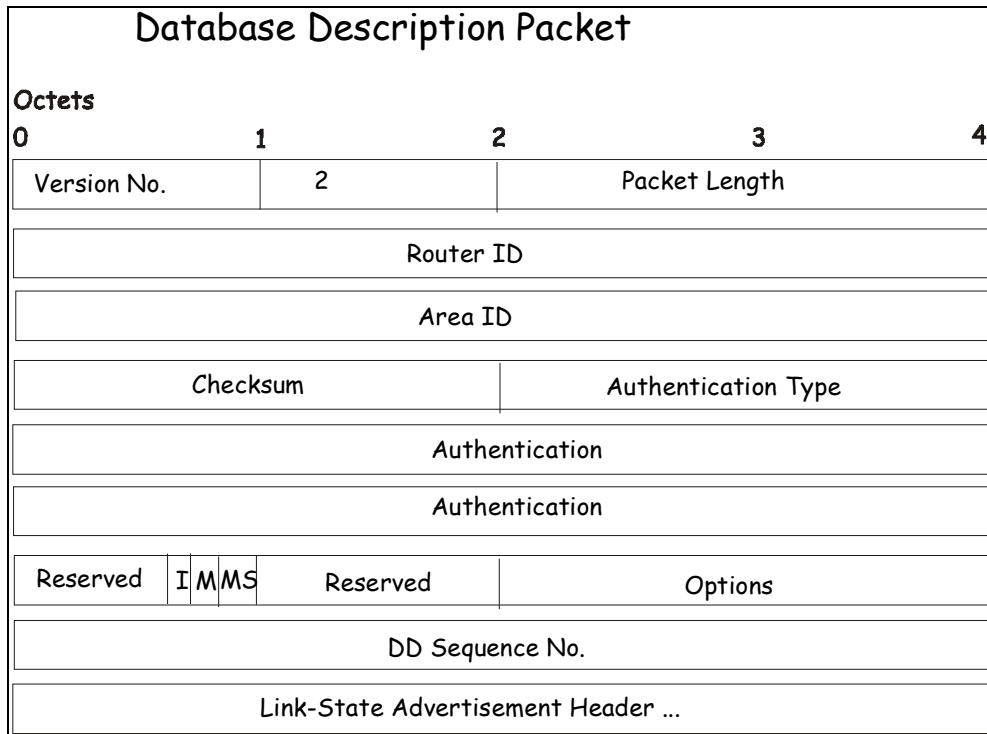 Database Description Packet
Octets
0 1 2 3 4
Version No. 2 Packet Length
Router ID
Area ID
Checksum Authentication Type
Authentication
Authentication
Reserved I M MS Reserved Options
DD Sequence No.
Link-State Advertisement Header ...